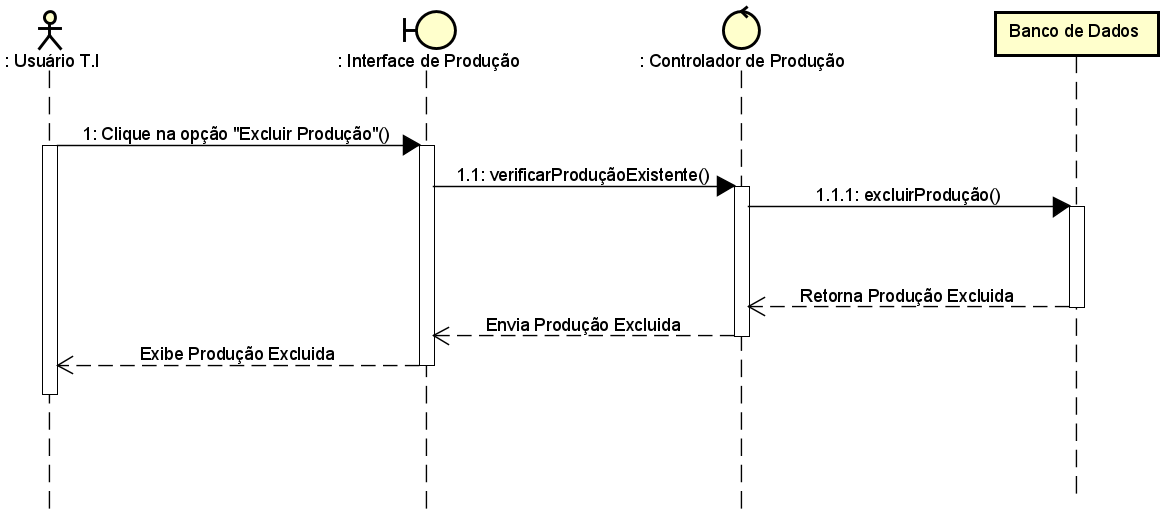 Banco de Dados
: Usuário T.I
: Interface de Produção
: Controlador de Produção
1: Clique na opção "Excluir Produção"()
1.1: verificarProduçãoExistente()
1.1.1: excluirProdução()
Retorna Produção Excluida
Envia Produção Excluida
Exibe Produção Excluida